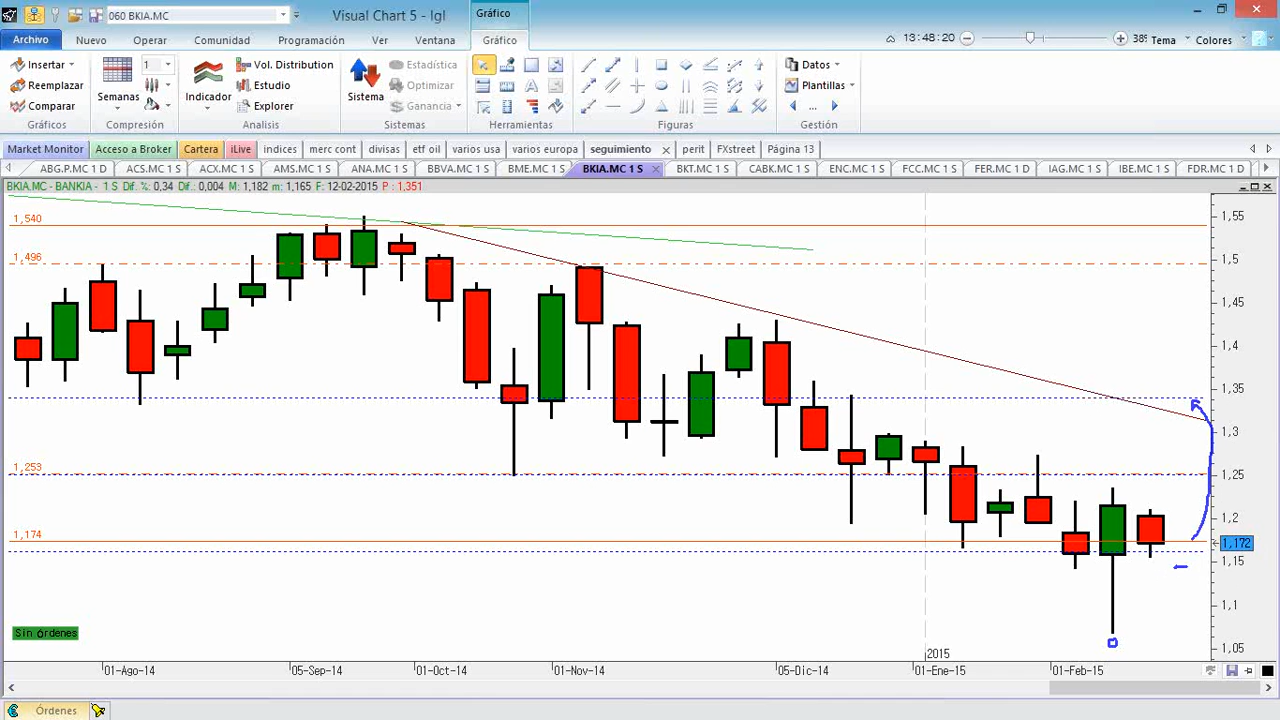 060 BKIA.MC
Visual Chart 5 - lgl
Gráfico
Archivo Nuevo Operar Comunidad Programación Ver Ventana Gráfico
13:48:20 38% Tema Colores
Insertar Reemplazar Comparar
Gráficos
Semanas 1
Compresión
Indicador Vol. Distribution Estudio Explorer
Analisis
Sistema Estadística Optimizar Ganancia
Sistemas
Herramientas
Figuras
Datos Plantillas ...
Gestión
Market Monitor Acceso a Broker Cartera iLive indices merc cont divisas etf oil varios usa varios europa seguimiento perit FXstreet Página 13
ABG.P.MC 1 D ACS.MC 1 S ACX.MC 1 S AMS.MC 1 S ANA.MC 1 S BBVA.MC 1 S BME.MC 1 S BKIA.MC 1 S BKT.MC 1 S CABK.MC 1 S ENC.MC 1 S FCC.MC 1 S FER.MC 1 D IAG.MC 1 S IBE.MC 1 S FDR.MC 1 D
BKIA.MC - BANKIA - 1 S Dif. %: 0,34 Dif.: 0,004 M: 1,182 m: 1,165 F: 12-02-2015 P : 1,351
1,540
1,496
1,253
1,174
1,55
1,5
1,45
1,4
1,35
1,3
1,25
1,2
1,172
1,15
1,1
1,05
Sin órdenes
2015
01-Ago-14 05-Sep-14 01-Oct-14 01-Nov-14 05-Dic-14 01-Ene-15 01-Feb-15
Órdenes